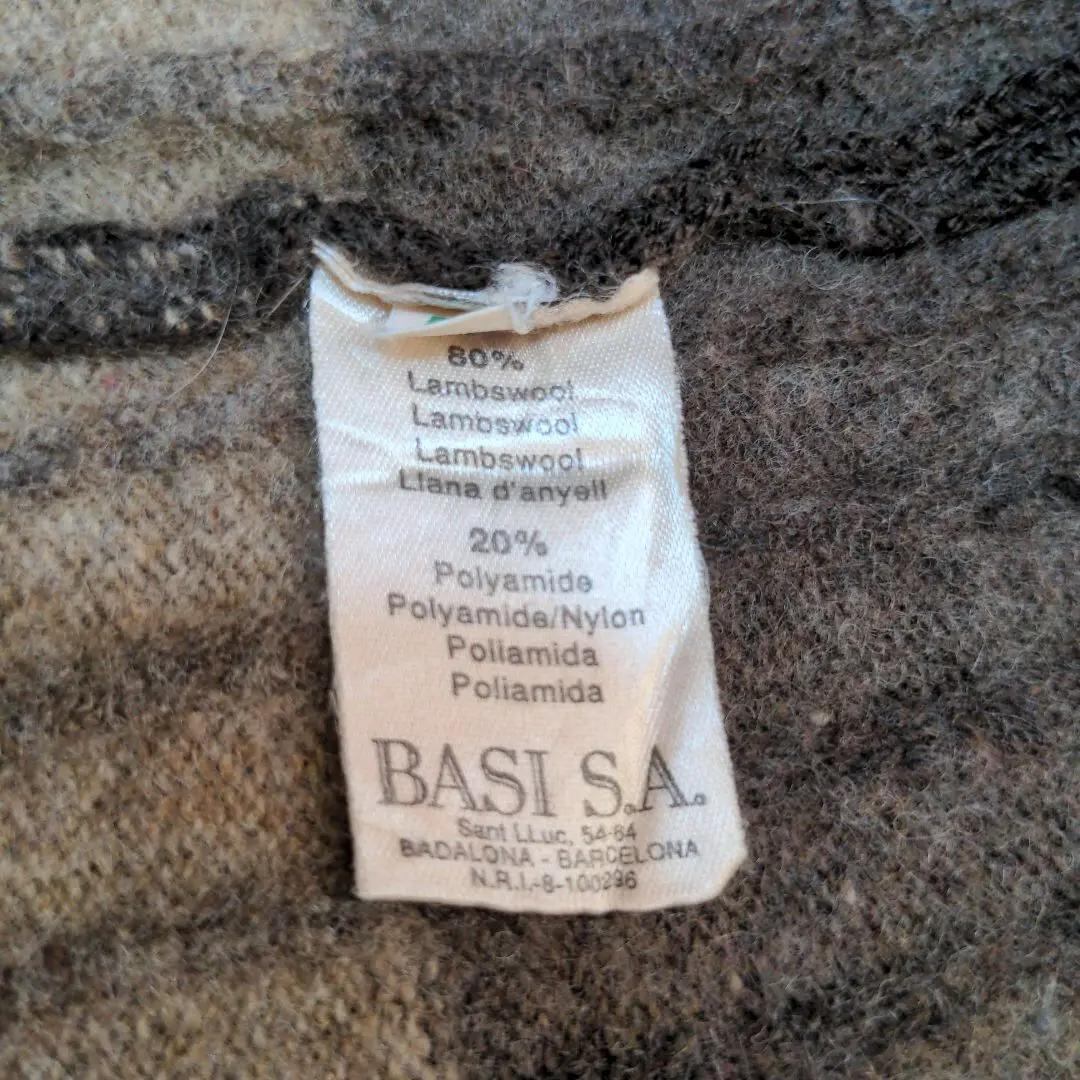 80%
Lambswool
Lambswool
Lambswool
Llana d'anyell
20%
Polyamide
Polyamide/Nylon
Poliamida
Poliamida
BASI S.A.
Sant LLuc, 54-64
BADALONA - BARCELONA
N.R.I.-8-100296